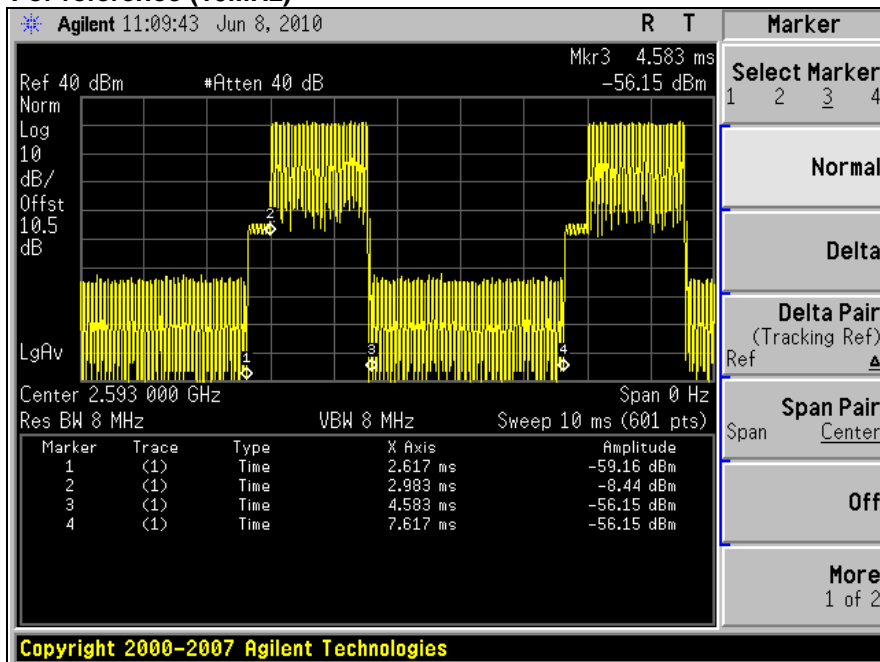 Agilent 11:09:43 Jun 8, 2010 R T
Mkr3 4.583 ms
Ref 40 dBm #Atten 40 dB -56.15 dBm
Norm
Log
10
dB/
Offst
10.5
dB
LgAv
2
1
3
4
Center 2.593 000 GHz Span 0 Hz
Res BW 8 MHz VBW 8 MHz Sweep 10 ms (601 pts)
Marker Trace Type X Axis Amplitude
1 (1) Time 2.617 ms -59.16 dBm
2 (1) Time 2.983 ms -8.44 dBm
3 (1) Time 4.583 ms -56.15 dBm
4 (1) Time 7.617 ms -56.15 dBm
Marker
Select Marker
1 2 3 4
Normal
Delta
Delta Pair
(Tracking Ref)
Ref Δ
Span Pair
Span Center
Off
More
1 of 2
Copyright 2000-2007 Agilent Technologies